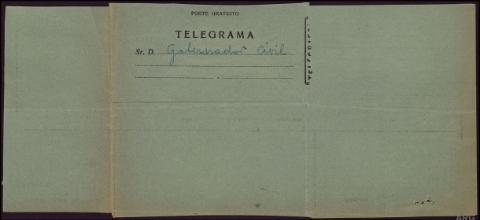 PORTE GRATUITO
TELEGRAMA
Sr. D. Gobernador Civil